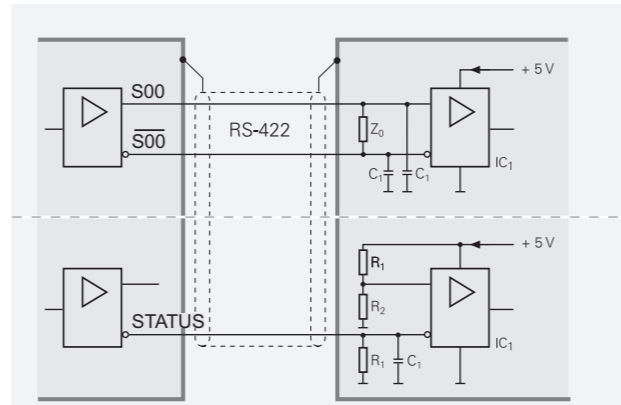 S00
+ 5 V
RS-422
Z0
S00
C1
C1
IC1
+ 5 V
R1
R2
STATUS
R1
C1
IC1